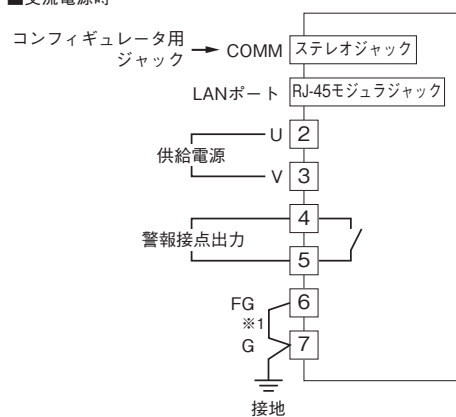 ■交流電源時
コンフィギュレータ用
ジャック
COMM
ステレオジャック
LANポート
RJ-45モジュラジャック
U
2
供給電源
V
3
4
警報接点出力
5
FG
6
※1
G
7
接地